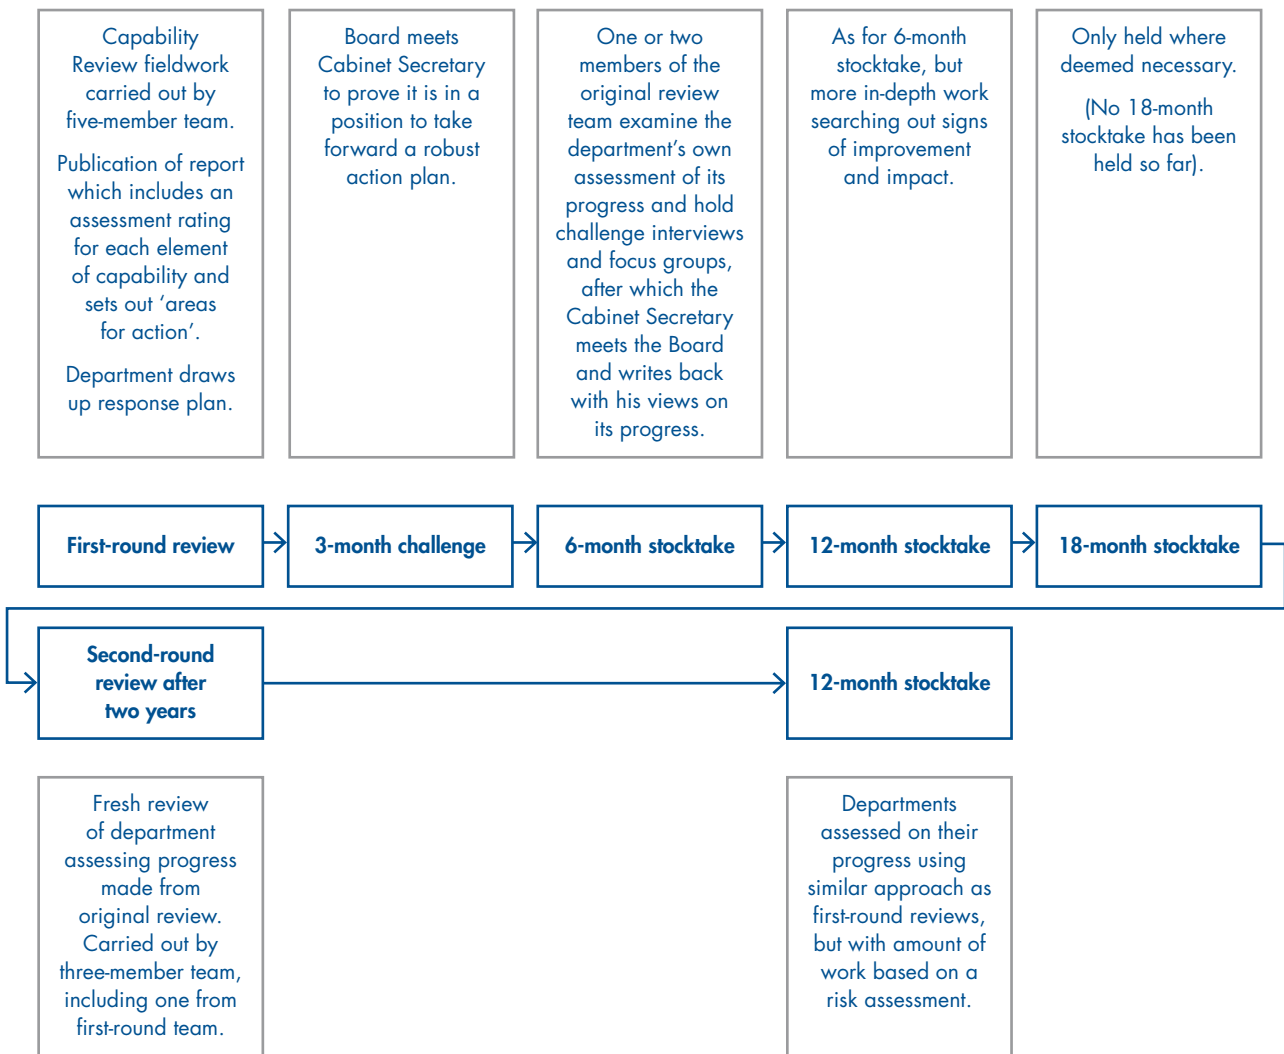 Capability
Review fieldwork
carried out by
five-member team.
Publication of report
which includes an
assessment rating
for each element
of capability and
sets out ‘areas
for action’.
Department draws
up response plan.
Board meets
Cabinet Secretary
to prove it is in a
position to take
forward a robust
action plan.
One or two
members of the
original review
team examine the
department’s own
assessment of its
progress and hold
challenge interviews
and focus groups,
after which the
Cabinet Secretary
meets the Board
and writes back
with his views on
its progress.
As for 6-month
stocktake, but
more in-depth work
searching out signs
of improvement
and impact.
Only held where
deemed necessary.
(No 18-month
stocktake has been
held so far).
First-round review
3-month challenge
6-month stocktake
12-month stocktake
18-month stocktake
Second-round
review after
two years
12-month stocktake
Fresh review
of department
assessing progress
made from
original review.
Carried out by
three-member team,
including one from
first-round team.
Departments
assessed on their
progress using
similar approach as
first-round reviews,
but with amount of
work based on a
risk assessment.